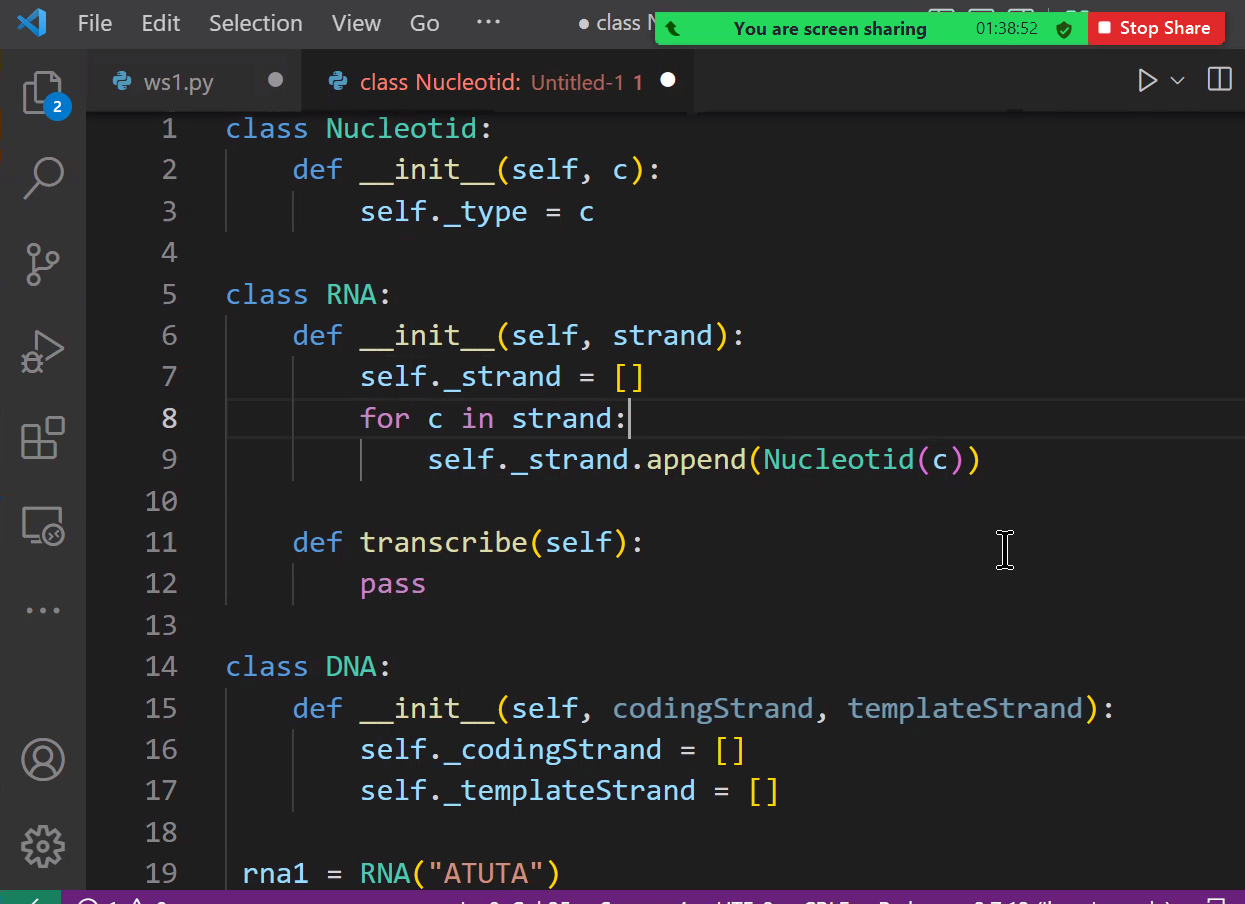 File Edit Selection View Go ··· ● class
You are screen sharing 01:38:52 Stop Share
ws1.py class Nucleotid: Untitled-1 1
2
1 class Nucleotid:
2     def __init__(self, c):
3         self._type = c
4
5 class RNA:
6     def __init__(self, strand):
7         self._strand = []
8         for c in strand:
9             self._strand.append(Nucleotid(c))
10
11     def transcribe(self):
12         pass
13
14 class DNA:
15     def __init__(self, codingStrand, templateStrand):
16         self._codingStrand = []
17         self._templateStrand = []
18
19  rna1 = RNA("ATUTA")